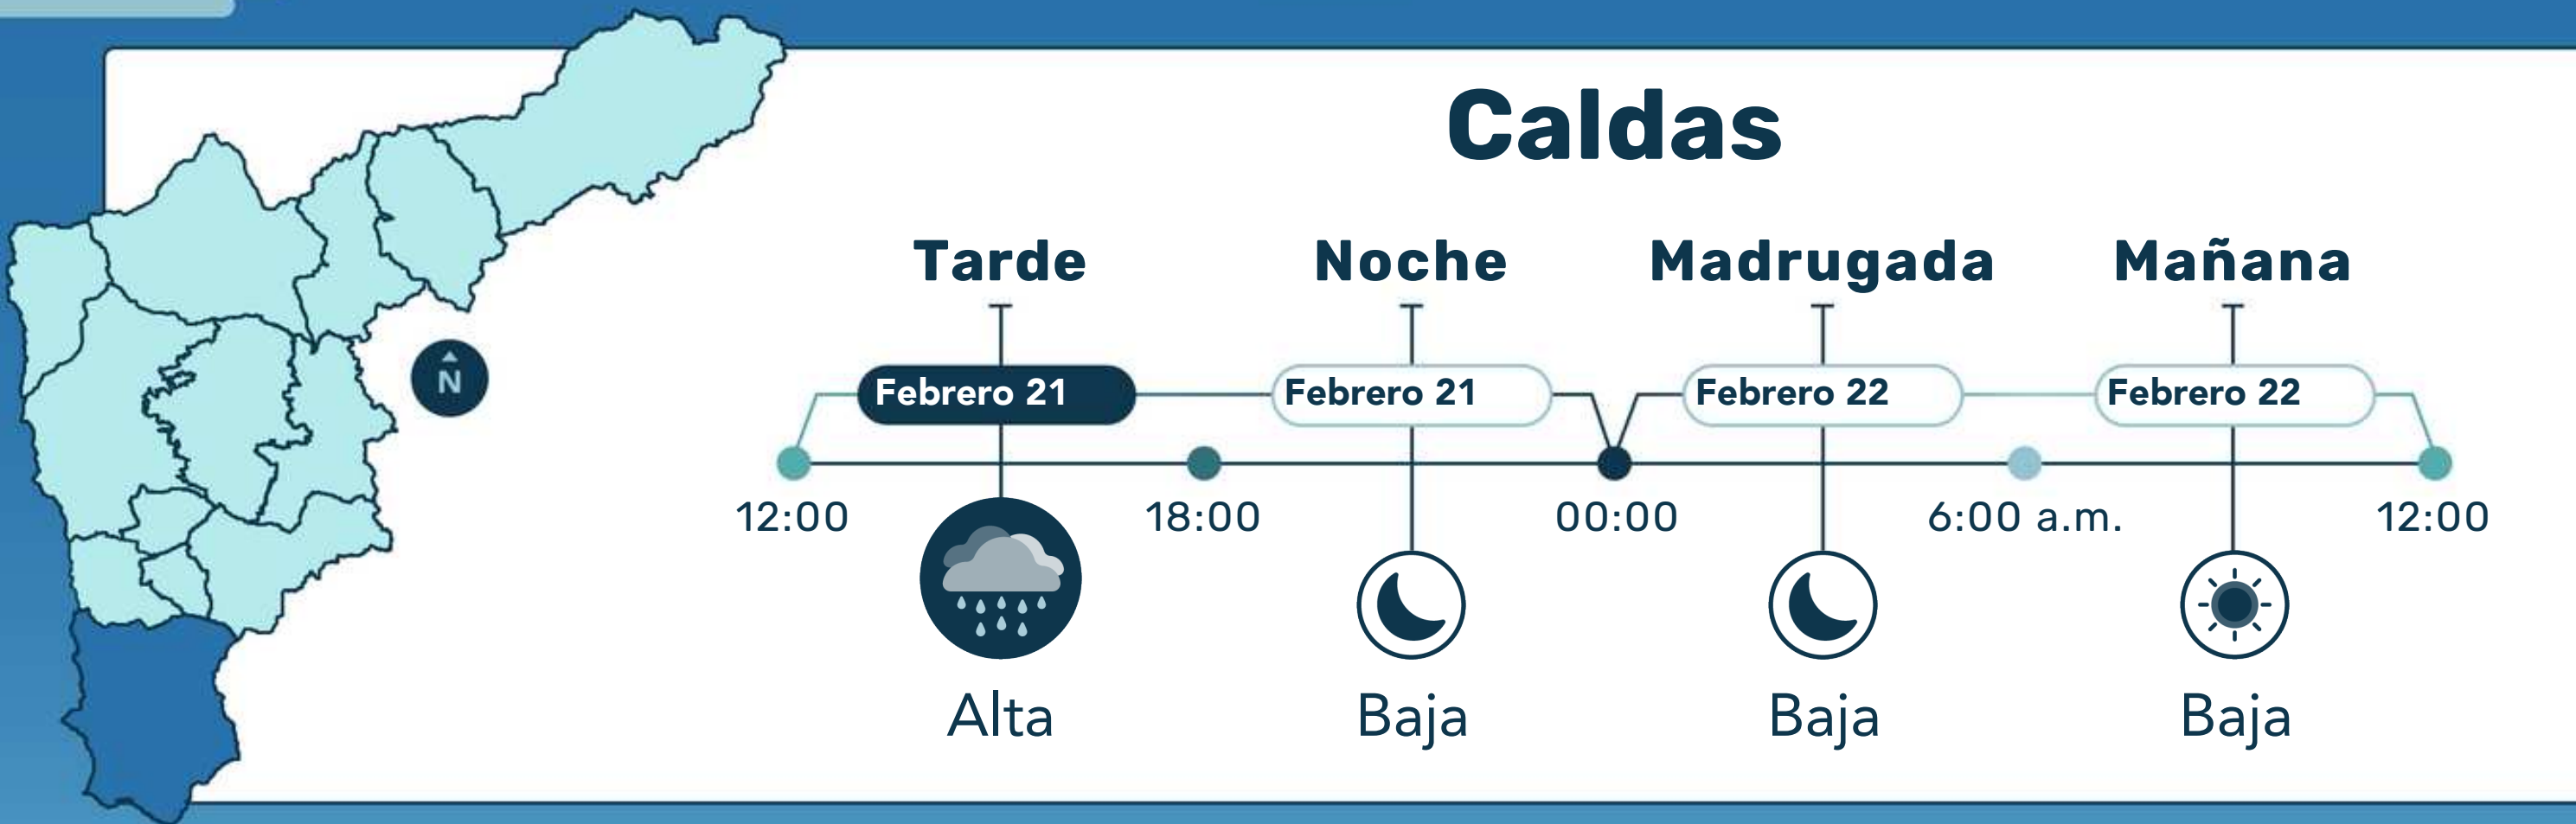 Caldas
Tarde Noche Madrugada Mañana
Febrero 21 Febrero 21 Febrero 22 Febrero 22
N
12:00 18:00 00:00 6:00 a.m. 12:00
Alta Baja Baja Baja